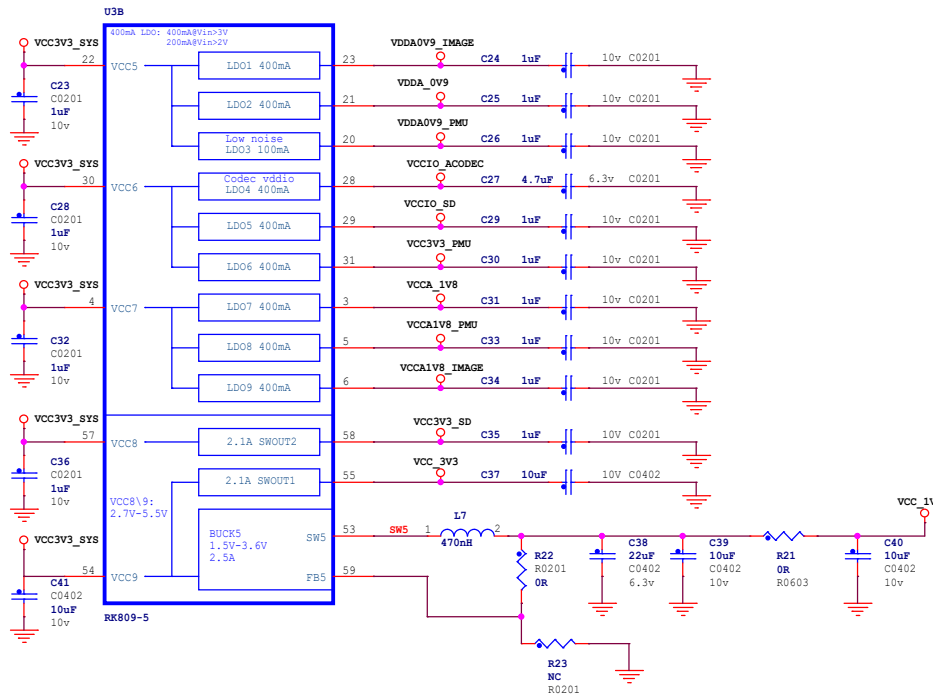 U3B
400mA LDO: 400mA@Vin>3V
200mA@Vin>2V
VCC3V3_SYS
22
VCC5
C23
C0201
1uF
10v
LDO1 400mA
23
VDDA0V9_IMAGE
C24
1uF
10v C0201
LDO2 400mA
21
VDDA_0V9
C25
1uF
10v C0201
Low noise
LDO3 100mA
20
VDDA0V9_PMU
C26
1uF
10v C0201
VCC3V3_SYS
30
VCC6
C28
C0201
1uF
10v
Codec vddio
LDO4 400mA
28
VCCIO_ACODEC
C27
4.7uF
6.3v C0201
LDO5 400mA
29
VCCIO_SD
C29
1uF
10v C0201
LDO6 400mA
31
VCC3V3_PMU
C30
1uF
10v C0201
VCC3V3_SYS
4
VCC7
C32
C0201
1uF
10v
LDO7 400mA
3
VCCA_1V8
C31
1uF
10v C0201
LDO8 400mA
5
VCCA1V8_PMU
C33
1uF
10v C0201
LDO9 400mA
6
VCCA1V8_IMAGE
C34
1uF
10v C0201
VCC3V3_SYS
57
VCC8
C36
C0201
1uF
10v
2.1A SWOUT2
58
VCC3V3_SD
C35
1uF
10V C0201
2.1A SWOUT1
55
VCC_3V3
C37
10uF
10V C0402
VCC8\9:
2.7V-5.5V
VCC3V3_SYS
54
VCC9
C41
C0402
10uF
10v
BUCK5
1.5V-3.6V
2.5A
SW5
53
SW5
FB5
59
1
L7
2
470nH
R22
R0201
0R
C38
22uF
C0402
6.3v
C39
10uF
C0402
10v
R21
0R
R0603
VCC_1V
C40
10uF
C0402
10v
R23
NC
R0201
RK809-5